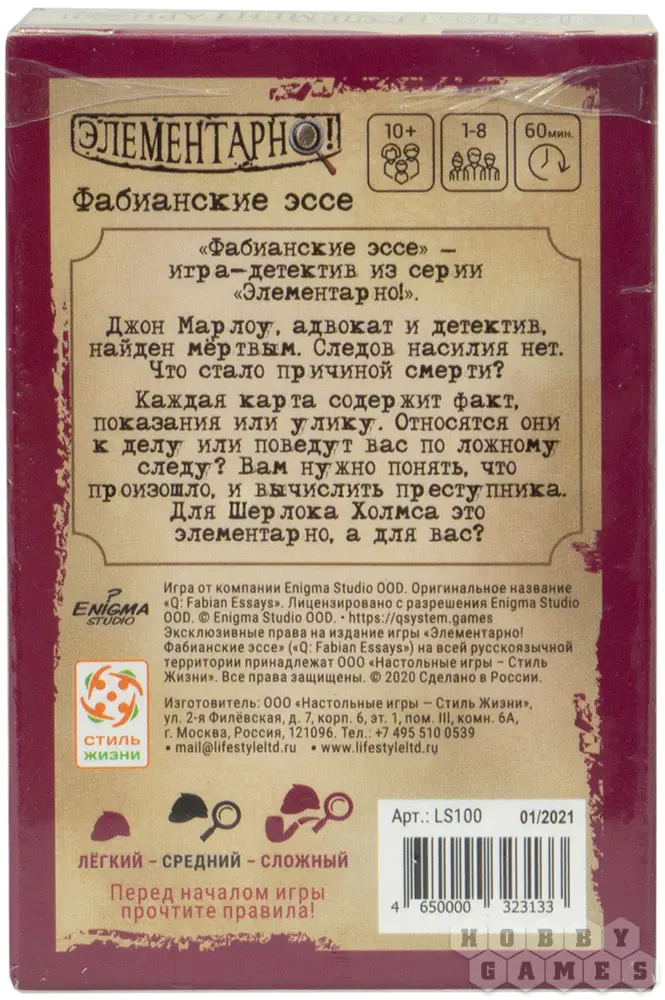 ЭЛЕМЕНТАРНО!
Фабианские эссе
10+
1-8
60мин.
«Фабианские эссе» —
игра-детектив из серии
«Элементарно!».
Джон Марлоу, адвокат и детектив,
найден мёртвым. Следов насилия нет.
Что стало причиной смерти?
Каждая карта содержит факт,
показания или улику. Относятся они
к делу или поведут вас по ложному
следу? Вам нужно понять, что
произошло, и вычислить преступника.
Для Шерлока Холмса это
элементарно, а для вас?
ENIGMA
STUDIO
Игра от компании Enigma Studio OOD. Оригинальное название
«Q: Fabian Essays». Лицензировано с разрешения Enigma Studio
OOD. © Enigma Studio OOD. • https://qsystem.games
Эксклюзивные права на издание игры «Элементарно!
Фабианские эссе» («Q: Fabian Essays») на всей русскоязычной
территории принадлежат ООО «Настольные игры – Стиль
Жизни». Все права защищены. © 2020 Сделано в России.
СТИЛЬ
ЖИЗНИ
Изготовитель: ООО «Настольные игры – Стиль Жизни»,
ул. 2-я Филёвская, д. 7, корп. 6, эт. 1, пом. III, комн. 6А,
г. Москва, Россия, 121096. Тел.: +7 495 510 0539
• mail@lifestyleltd.ru • www.lifestyleltd.ru
ЛЁГКИЙ – СРЕДНИЙ – СЛОЖНЫЙ
Перед началом игры
прочтите правила!
Арт.: LS100 01/2021
4 650000 323133
HOBBY
GAMES